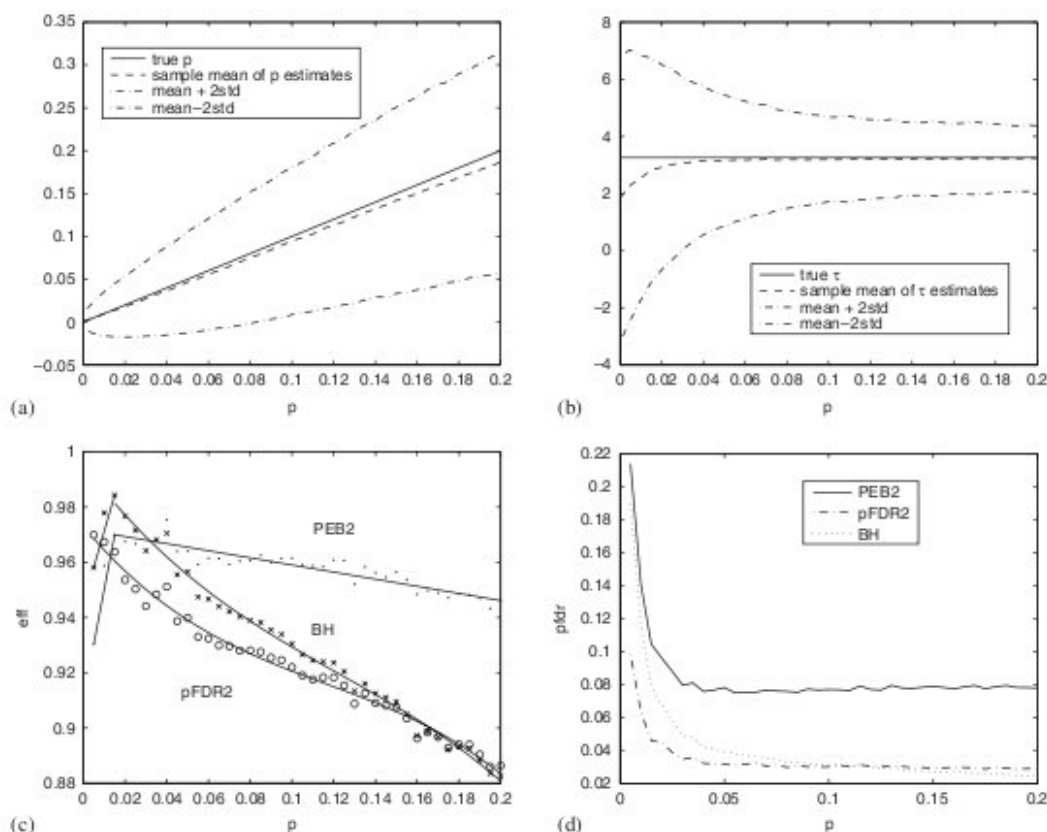 0.35
0.3
0.25
0.2
0.15
0.1
0.05
0
−0.05
true p
sample mean of p estimates
mean + 2std
mean−2std
0 0.02 0.04 0.06 0.08 0.1 0.12 0.14 0.16 0.18 0.2
(a)
p
8
6
4
2
0
−2
−4
true τ
sample mean of τ estimates
mean + 2std
mean−2std
0 0.02 0.04 0.06 0.08 0.1 0.12 0.14 0.16 0.18 0.2
(b)
p
1
0.98
0.96
0.94
0.92
0.9
0.88
eff
PEB2
BH
pFDR2
0 0.02 0.04 0.06 0.08 0.1 0.12 0.14 0.16 0.18 0.2
(c)
p
0.22
0.2
0.18
0.16
0.14
0.12
0.1
0.08
0.06
0.04
0.02
pfdr
PEB2
pFDR2
BH
0 0.05 0.1 0.15 0.2
(d)
p